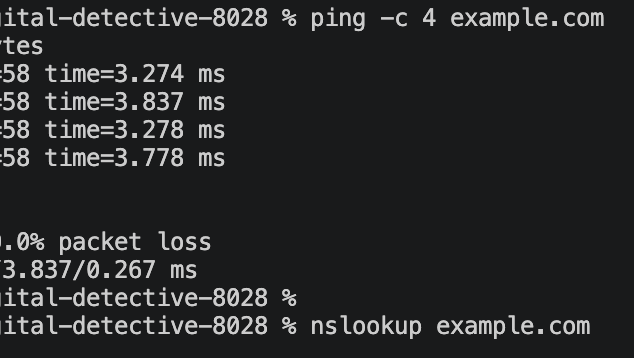 ital-detective-8028 % ping -c 4 example.com
tes
=58 time=3.274 ms
=58 time=3.837 ms
=58 time=3.278 ms
=58 time=3.778 ms
.0% packet loss
3.837/0.267 ms
ital-detective-8028 %
ital-detective-8028 % nslookup example.com